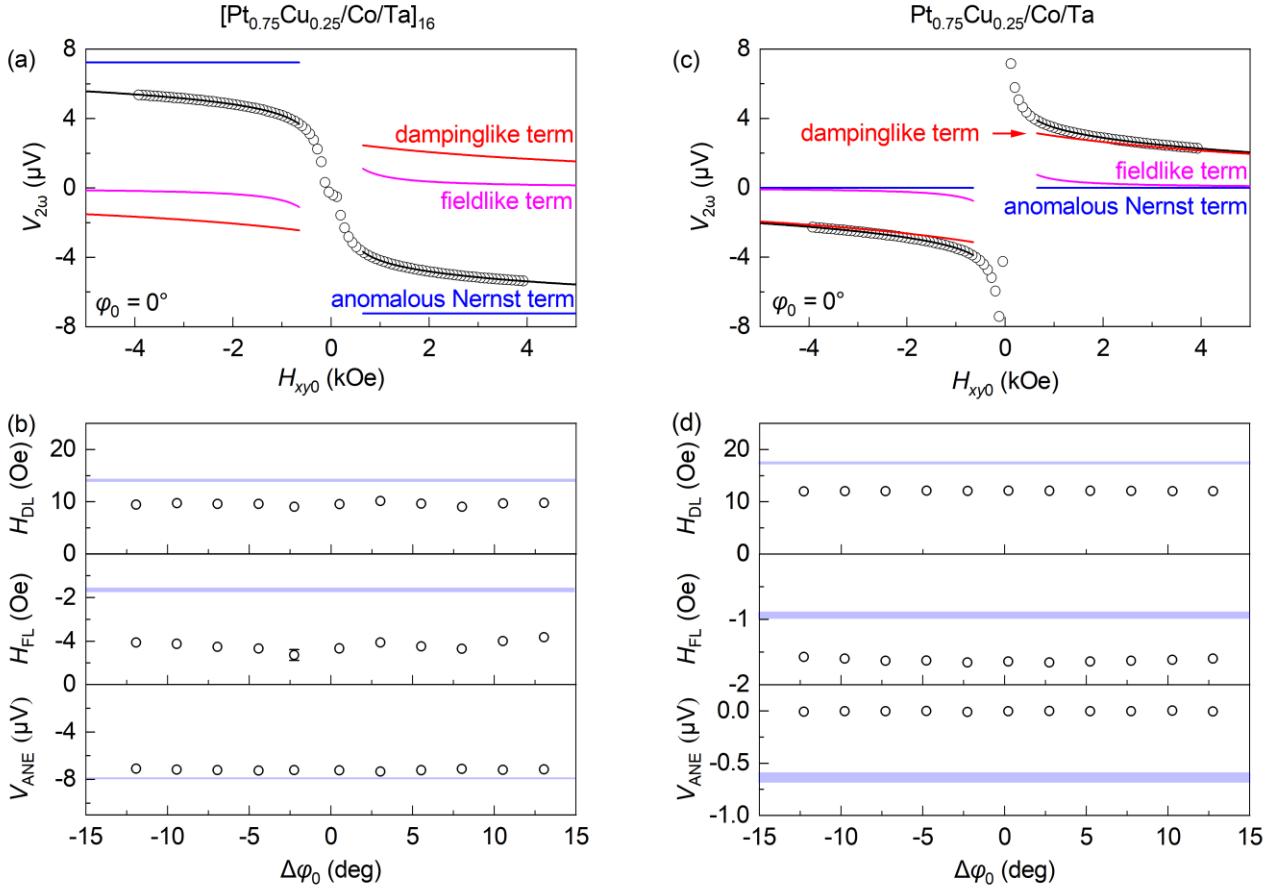 [Pt0.75Cu0.25/Co/Ta]16
(a)
8
4
0
-4
-8
V2ω (µV)
dampinglike term
fieldlike term
anomalous Nernst term
φ0 = 0°
-4 -2 0 2 4
Hxy0 (kOe)
(b)
20
10
0
HDL (Oe)
-2
-4
0
HFL (Oe)
-4
-8
VANE (µV)
-15 -10 -5 0 5 10 15
Δφ0 (deg)
Pt0.75Cu0.25/Co/Ta
(c)
8
4
0
-4
-8
V2ω (µV)
dampinglike term
fieldlike term
anomalous Nernst term
φ0 = 0°
-4 -2 0 2 4
Hxy0 (kOe)
(d)
20
10
0
HDL (Oe)
-1
-2
HFL (Oe)
0.0
-0.5
-1.0
VANE (µV)
-15 -10 -5 0 5 10 15
Δφ0 (deg)